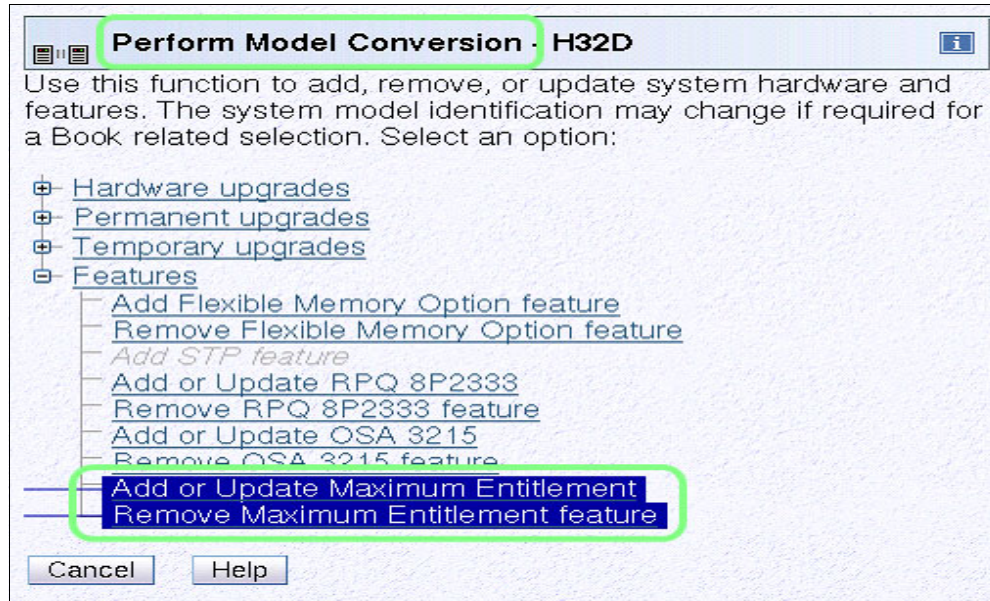 Perform Model Conversion - H32D
Use this function to add, remove, or update system hardware and
features. The system model identification may change if required for
a Book related selection. Select an option:
Hardware upgrades
Permanent upgrades
Temporary upgrades
Features
Add Flexible Memory Option feature
Remove Flexible Memory Option feature
Add STP feature
Add or Update RPQ 8P2333
Remove RPQ 8P2333 feature
Add or Update OSA 3215
Remove OSA 3215 feature
Add or Update Maximum Entitlement
Remove Maximum Entitlement feature
Cancel Help